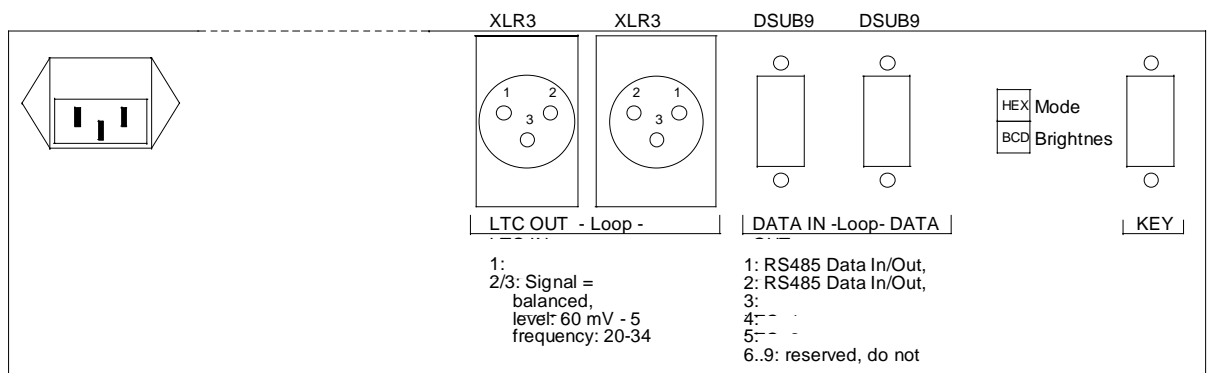 XLR3 XLR3 DSUB9 DSUB9
1 2 3
2 1 3
HEX Mode
BCD Brightnes
LTC OUT - Loop -
DATA IN -Loop- DATA
KEY
1:
2/3: Signal =
balanced,
level: 60 mV - 5
frequency: 20-34
1: RS485 Data In/Out,
2: RS485 Data In/Out,
3:
4:
5:
6..9: reserved, do not